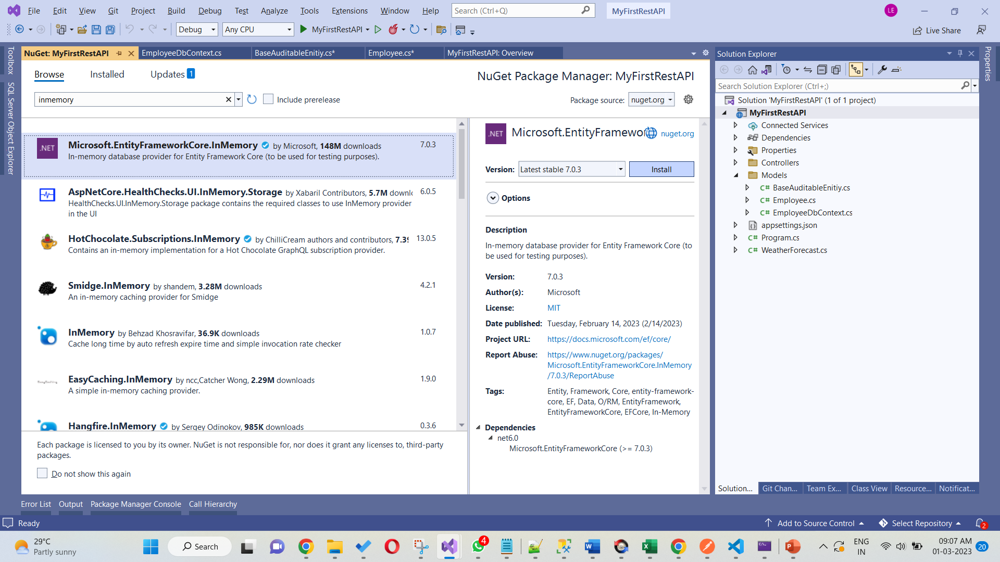 File Edit View Git Project Build Debug Test Analyze Tools Extensions Window Help Search (Ctrl+Q) MyFirstRestAPI LE
Debug Any CPU MyFirstRestAPI Live Share
Toolbox
SQL Server Object Explorer
NuGet: MyFirstRestAPI EmployeeDbContext.cs BaseAuditableEnitiy.cs* Employee.cs* MyFirstRestAPI: Overview
Browse Installed Updates 1
NuGet Package Manager: MyFirstRestAPI
inmemory Include prerelease
Package source: nuget.org
.NET Microsoft.EntityFrameworkCore.InMemory by Microsoft, 148M downloads 7.0.3
In-memory database provider for Entity Framework Core (to be used for testing purposes).
AspNetCore.HealthChecks.UI.InMemory.Storage by Xabaril Contributors, 5.7M downlo 6.0.5
HealthChecks.UI.InMemory.Storage package contains the required classes to use InMemory provider
in the UI
HotChocolate.Subscriptions.InMemory by ChilliCream authors and contributors, 7.39 13.0.5
Contains an in-memory implementation for a Hot Chocolate GraphQL subscription provider.
Smidge.InMemory by shandem, 3.28M downloads 4.2.1
An in-memory caching provider for Smidge
InMemory by Behzad Khosravifar, 36.9K downloads 1.0.7
Cache long time by auto refresh expire time and simple invocation rate checker
EasyCaching.InMemory by ncc,Catcher Wong, 2.29M downloads 1.9.0
A simple in-memory caching provider.
Hangfire.InMemory by Sergey Odinokov, 985K downloads 0.3.6
Each package is licensed to you by its owner. NuGet is not responsible for, nor does it grant any licenses to, third-party
packages.
Do not show this again
.NET Microsoft.EntityFramewor nuget.org
Version: Latest stable 7.0.3 Install
Options
Description
In-memory database provider for Entity Framework Core (to
be used for testing purposes).
Version: 7.0.3
Author(s): Microsoft
License: MIT
Date published: Tuesday, February 14, 2023 (2/14/2023)
Project URL: https://docs.microsoft.com/ef/core/
Report Abuse: https://www.nuget.org/packages/
Microsoft.EntityFrameworkCore.InMemory
/7.0.3/ReportAbuse
Tags: Entity, Framework, Core, entity-framework-
core, EF, Data, O/RM, EntityFramework,
EntityFrameworkCore, EFCore, In-Memory
Dependencies
net6.0
Microsoft.EntityFrameworkCore (>= 7.0.3)
Solution Explorer
Search Solution Explorer (Ctrl+;)
Solution 'MyFirstRestAPI' (1 of 1 project)
MyFirstRestAPI
Connected Services
Dependencies
Properties
Controllers
Models
C# BaseAuditableEnitiy.cs
C# Employee.cs
C# EmployeeDbContext.cs
appsettings.json
C# Program.cs
C# WeatherForecast.cs
Properties
Solution... Git Chan... Team Ex... Class View Resource... Notificat...
Error List Output Package Manager Console Call Hierarchy
Ready Add to Source Control Select Repository 2
29°C
Partly sunny
Search 4 ENG
IN
09:07 AM
01-03-2023 20